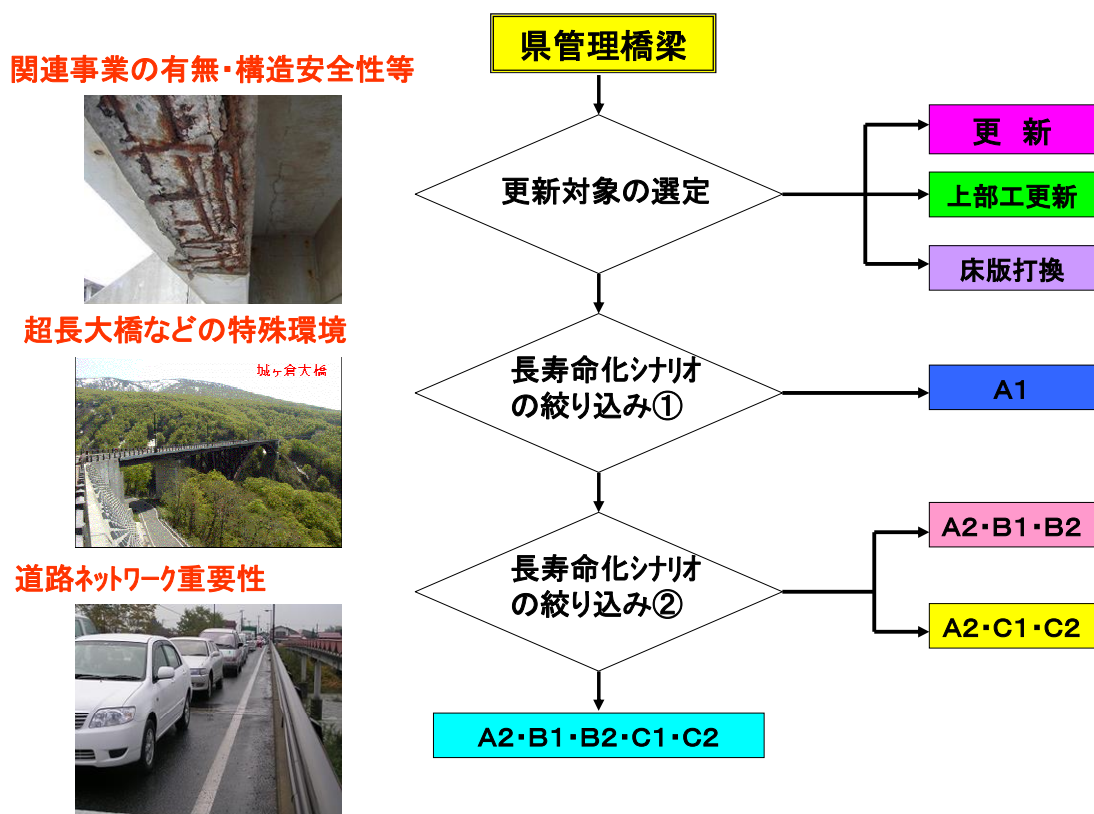 県管理橋梁
関連事業の有無・構造安全性等
更新対象の選定
更　新
上部工更新
床版打換
超長大橋などの特殊環境
城ヶ倉大橋
長寿命化シナリオ
の絞り込み①
A1
道路ネットワーク重要性
長寿命化シナリオ
の絞り込み②
A2・B1・B2
A2・C1・C2
A2・B1・B2・C1・C2